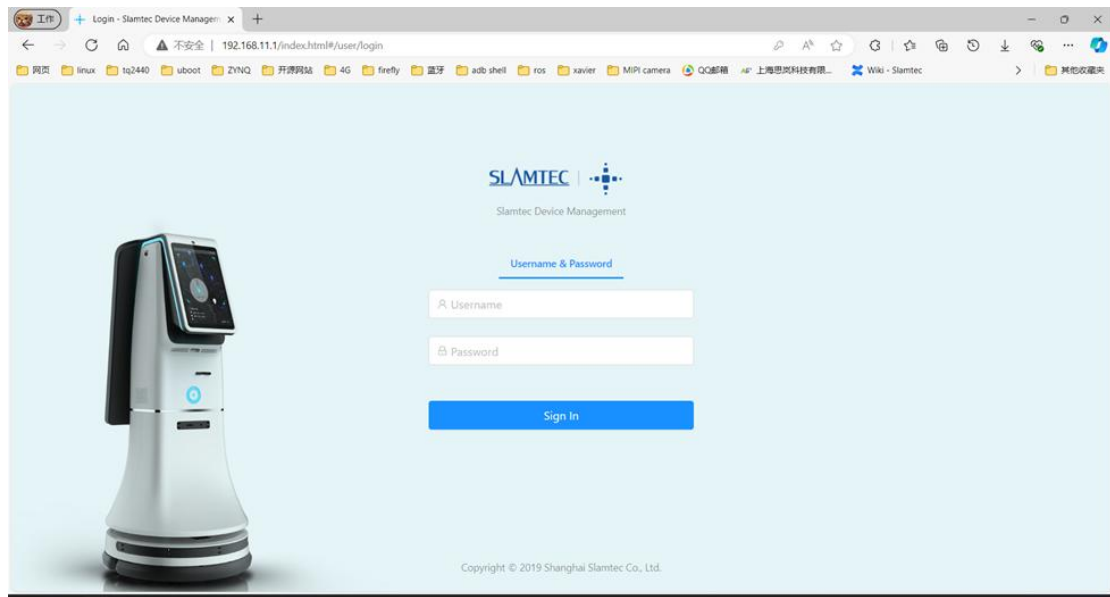 工作
Login - Slamtec Device Managem
不安全 | 192.168.11.1/index.html#/user/login
网页 linux tq2440 uboot ZYNQ 开源网站 4G firefly 蓝牙 adb shell ros xavier MIPI camera QQ邮箱 上海思岚科技有限... Wiki - Slamtec 其他收藏夹
SLAMTEC
Slamtec Device Management
Username & Password
Username
Password
Sign In
Copyright © 2019 Shanghai Slamtec Co., Ltd.